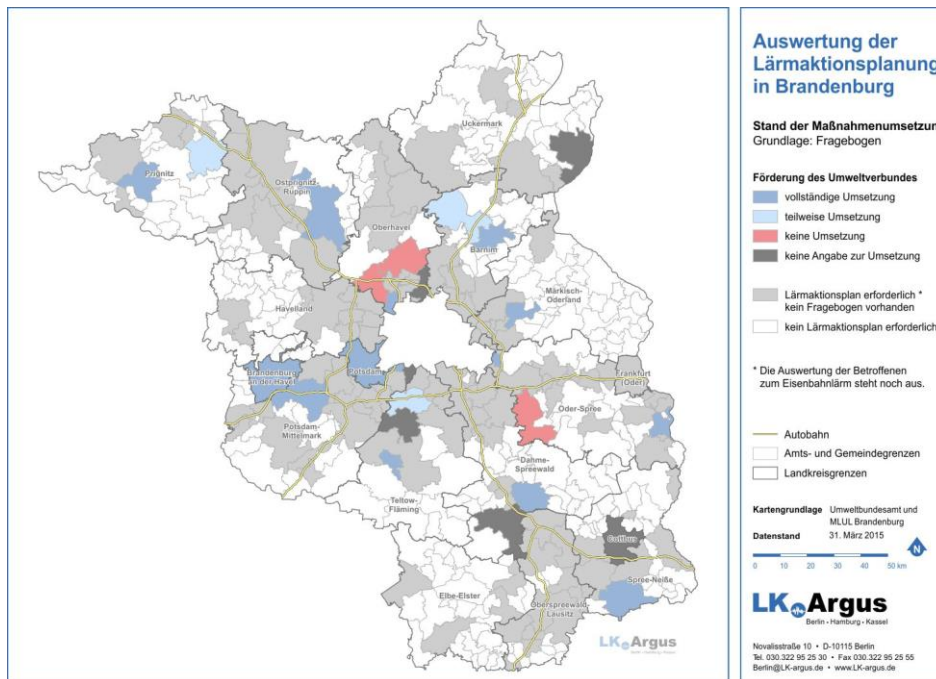 Uckermark
Prignitz
Ostprignitz-
Ruppin
Oberhavel
Barnim
Märkisch-
Oderland
Havelland
Brandenburg
an der Havel
Potsdam
Frankfurt
(Oder)
Oder-Spree
Potsdam-
Mittelmark
Dahme-
Spreewald
Teltow-
Fläming
Cottbus
Spree-Neiße
Elbe-Elster
Oberspreewald-
Lausitz
LK Argus
Auswertung der
Lärmaktionsplanung
in Brandenburg
Stand der Maßnahmenumsetzun
Grundlage: Fragebogen
Förderung des Umweltverbundes
vollständige Umsetzung
teilweise Umsetzung
keine Umsetzung
keine Angabe zur Umsetzung
Lärmaktionsplan erforderlich *
kein Fragebogen vorhanden
kein Lärmaktionsplan erforderlich
* Die Auswertung der Betroffenen
zum Eisenbahnlärm steht noch aus.
Autobahn
Amts- und Gemeindegrenzen
Landkreisgrenzen
Kartengrundlage Umweltbundesamt und
MLUL Brandenburg
Datenstand 31. März 2015
N
0 10 20 30 40 50 km
LK Argus
Berlin • Hamburg • Kassel
Novalisstraße 10 • D-10115 Berlin
Tel. 030.322 95 25 30 • Fax 030.322 95 25 55
Berlin@LK-argus.de • www.LK-argus.de